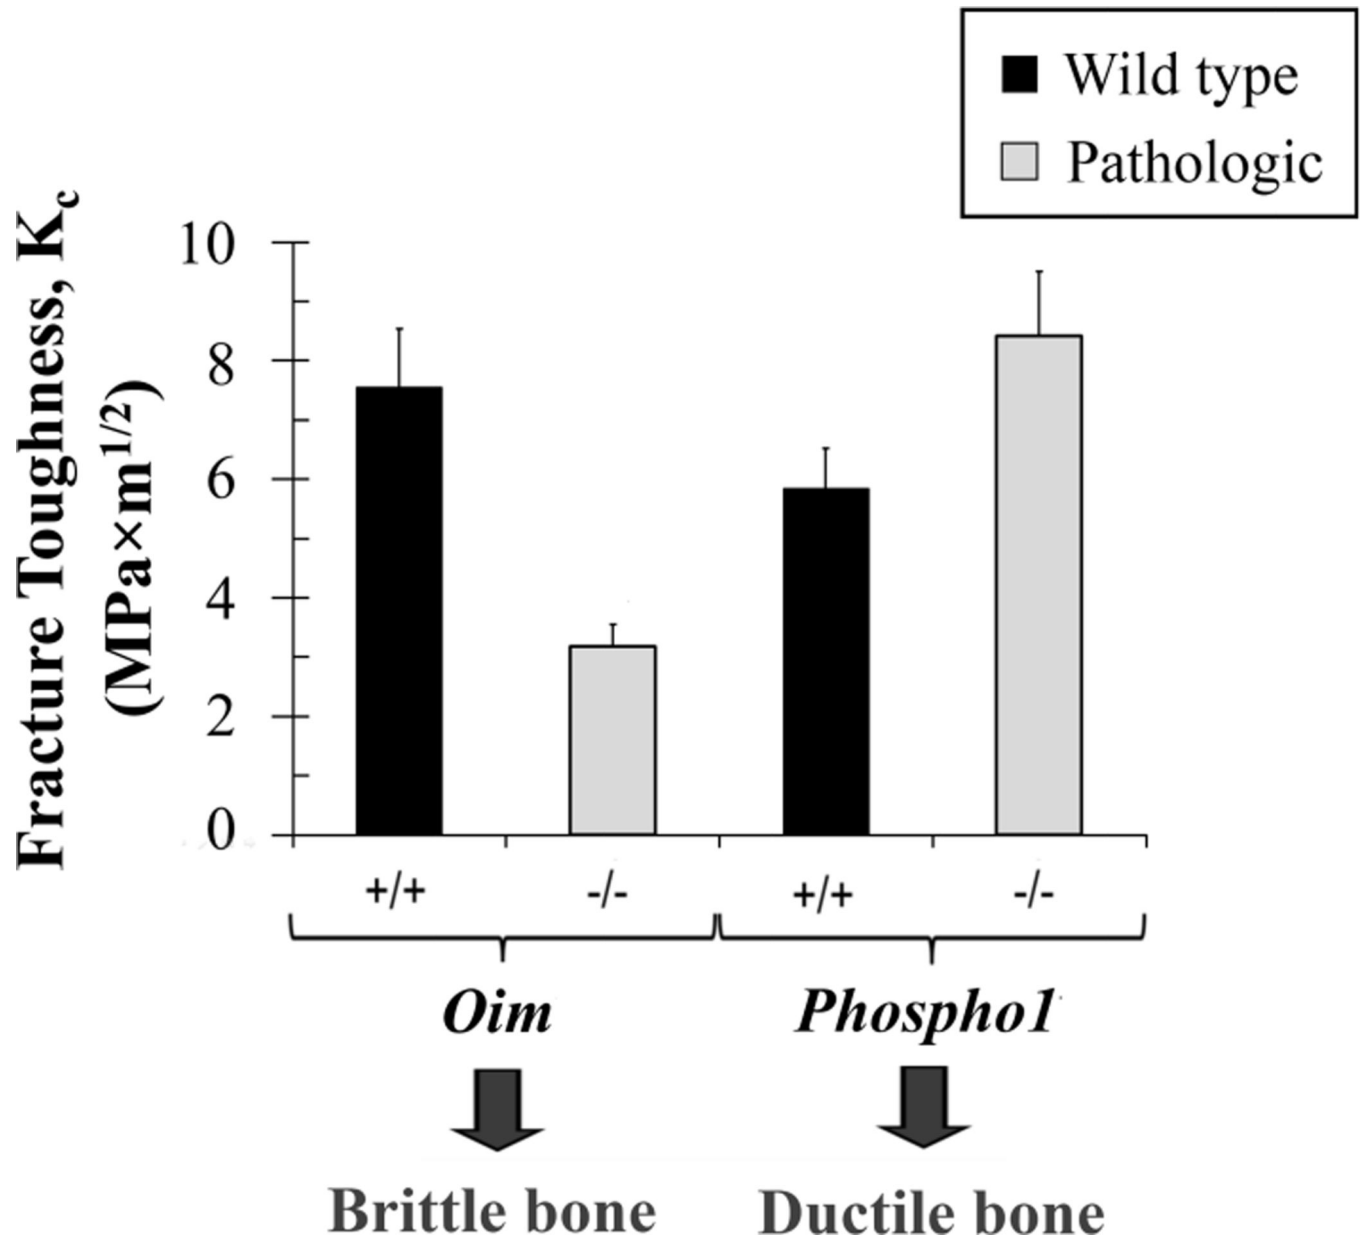 Wild type
Pathologic
Fracture Toughness, Kc
(MPa×m1/2)
10
8
6
4
2
0
+/+ -/- +/+ -/-
Oim Phospho1
Brittle bone Ductile bone